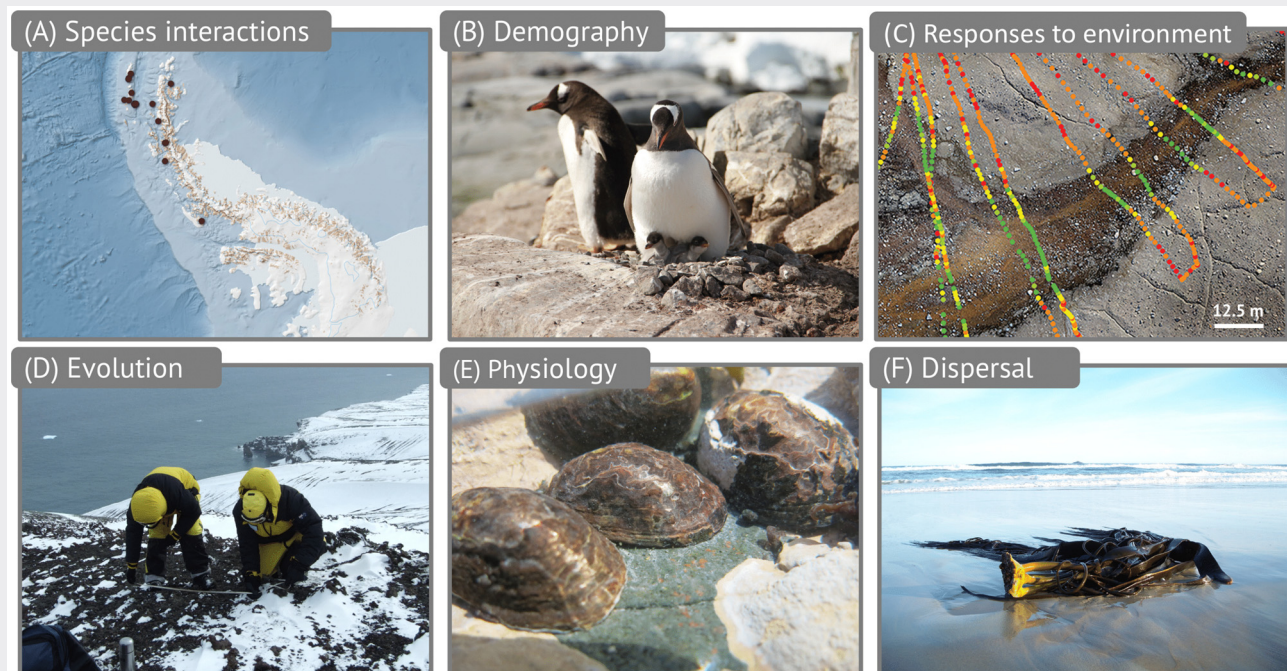 (A) Species interactions
(B) Demography
(C) Responses to environment
12.5 m
(D) Evolution
(E) Physiology
(F) Dispersal